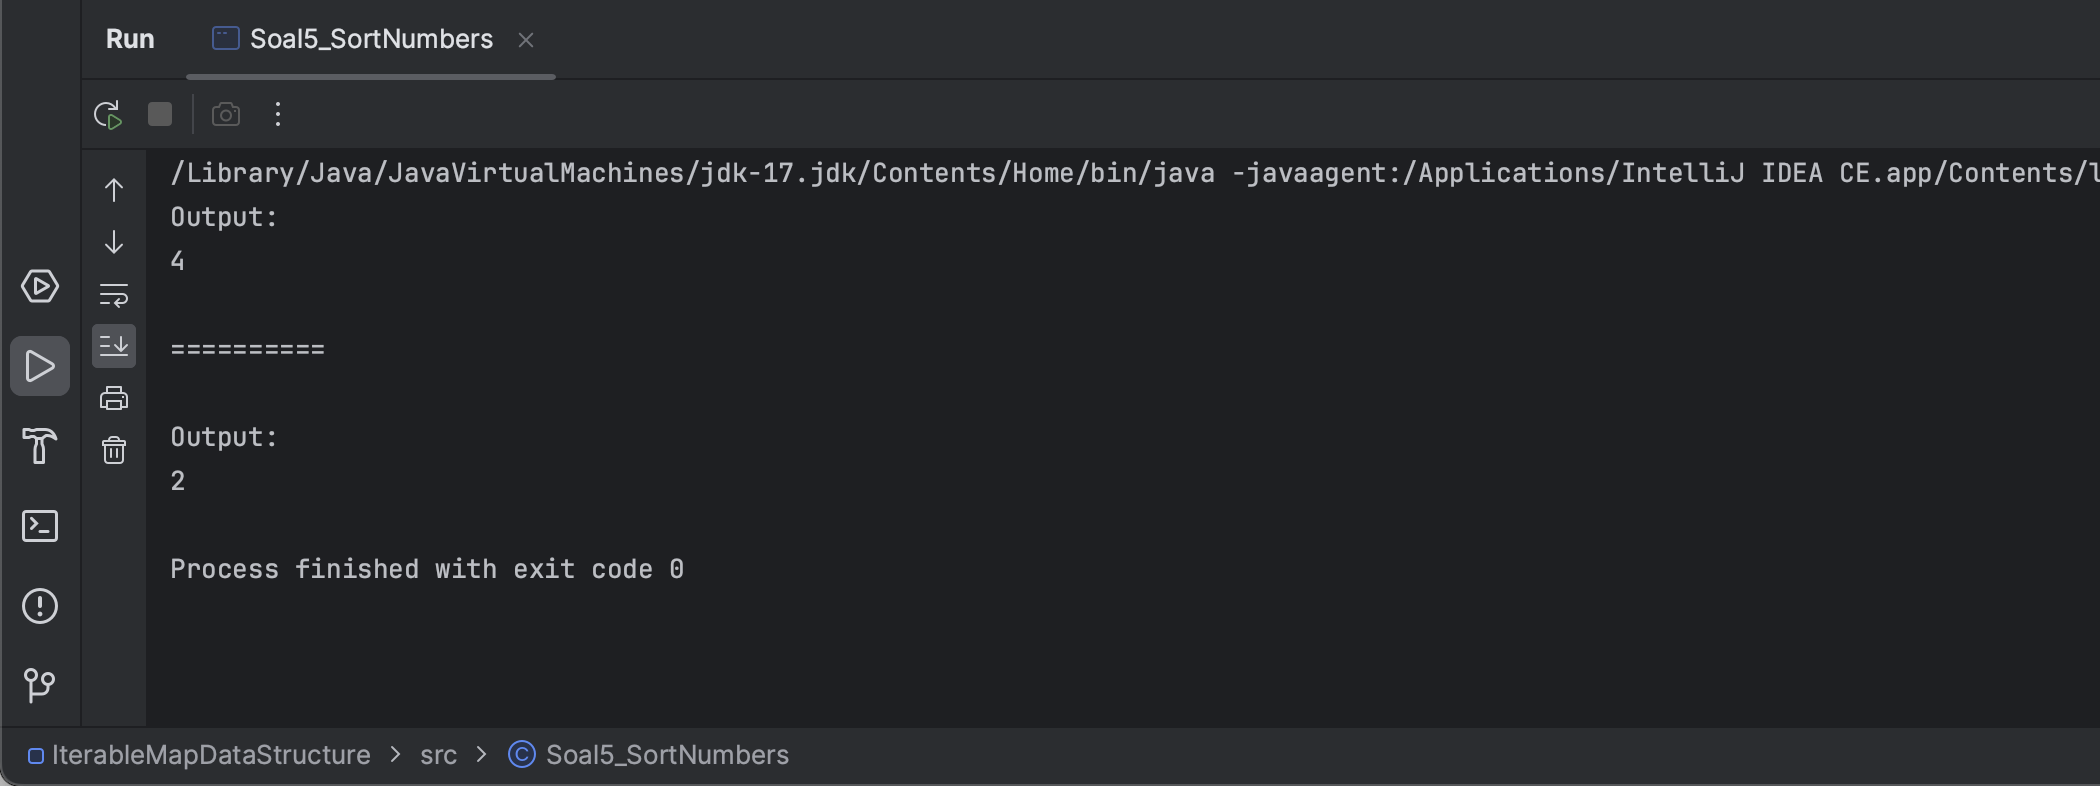 Run Soal5_SortNumbers
/Library/Java/JavaVirtualMachines/jdk-17.jdk/Contents/Home/bin/java -javaagent:/Applications/IntelliJ IDEA CE.app/Contents/l
Output:
4
==========
Output:
2
Process finished with exit code 0
IterableMapDataStructure > src > Soal5_SortNumbers